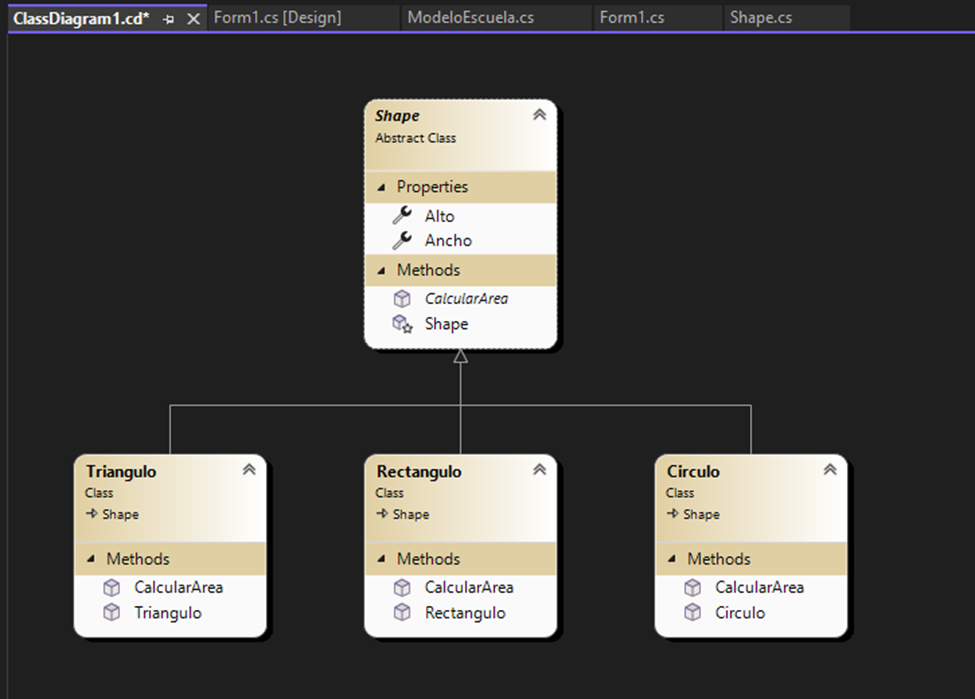 ClassDiagram1.cd* Form1.cs [Design] ModeloEscuela.cs Form1.cs Shape.cs
Shape
Abstract Class
Properties
Alto
Ancho
Methods
CalcularArea
Shape
Triangulo
Class
Shape
Methods
CalcularArea
Triangulo
Rectangulo
Class
Shape
Methods
CalcularArea
Rectangulo
Circulo
Class
Shape
Methods
CalcularArea
Circulo